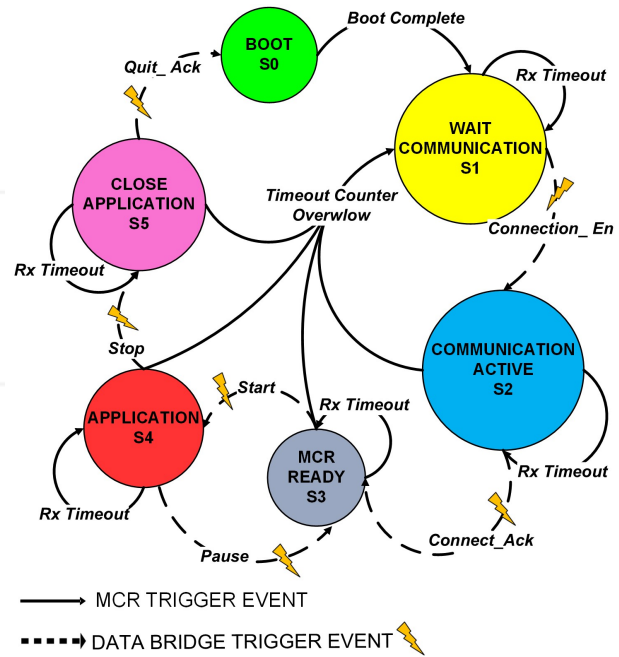 Boot Complete
BOOT
S0
Quit_ Ack
Rx Timeout
WAIT
COMMUNICATION
S1
CLOSE
APPLICATION
S5
Timeout Counter
Overwlow
Connection_ En
Rx Timeout
Stop
COMMUNICATION
ACTIVE
S2
Start
Rx Timeout
APPLICATION
S4
MCR
READY
S3
Rx Timeout
Rx Timeout
Connect_Ack
Pause
MCR TRIGGER EVENT
DATA BRIDGE TRIGGER EVENT